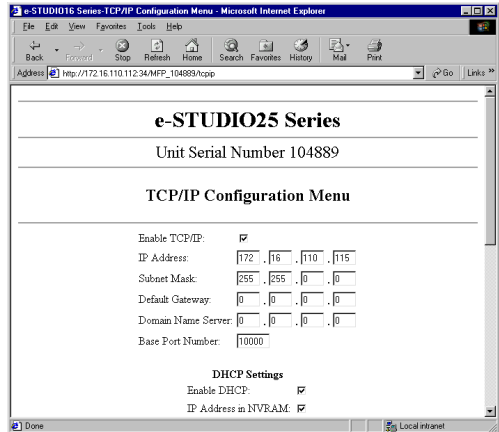 e-STUDIO16 Series-TCP/IP Configuration Menu - Microsoft Internet Explorer
File Edit View Favorites Tools Help
Back Forward Stop Refresh Home Search Favorites History Mail Print
Address http://172.16.110.112:34/MFP_104889/tcpip Go Links »
e-STUDIO25 Series
Unit Serial Number 104889
TCP/IP Configuration Menu
Enable TCP/IP:
IP Address: 172 . 16 . 110 . 115
Subnet Mask: 255 . 255 . 0 . 0
Default Gateway: 0 . 0 . 0 . 0
Domain Name Server: 0 . 0 . 0 . 0
Base Port Number: 10000
DHCP Settings
Enable DHCP:
IP Address in NVRAM:
Done Local intranet